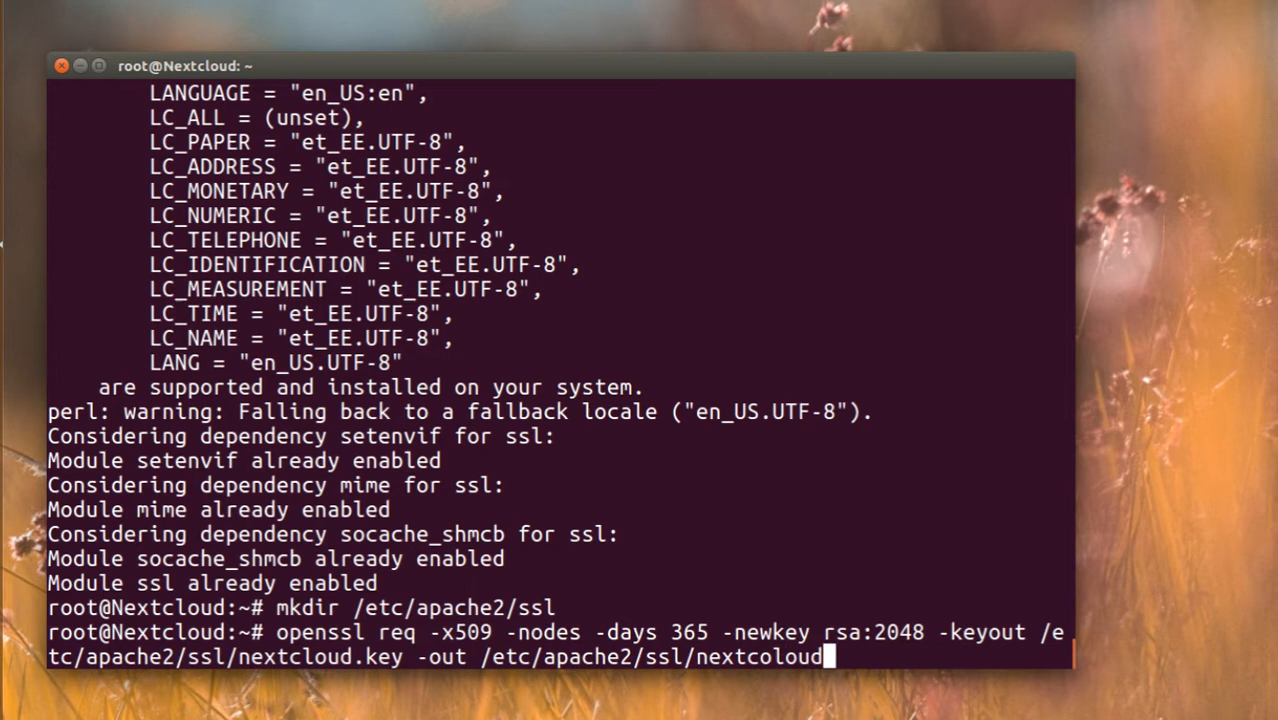 root@Nextcloud: ~
LANGUAGE = "en_US:en",
LC_ALL = (unset),
LC_PAPER = "et_EE.UTF-8",
LC_ADDRESS = "et_EE.UTF-8",
LC_MONETARY = "et_EE.UTF-8",
LC_NUMERIC = "et_EE.UTF-8",
LC_TELEPHONE = "et_EE.UTF-8",
LC_IDENTIFICATION = "et_EE.UTF-8",
LC_MEASUREMENT = "et_EE.UTF-8",
LC_TIME = "et_EE.UTF-8",
LC_NAME = "et_EE.UTF-8",
LANG = "en_US.UTF-8"
are supported and installed on your system.
perl: warning: Falling back to a fallback locale ("en_US.UTF-8").
Considering dependency setenvif for ssl:
Module setenvif already enabled
Considering dependency mime for ssl:
Module mime already enabled
Considering dependency socache_shmcb for ssl:
Module socache_shmcb already enabled
Module ssl already enabled
root@Nextcloud:~# mkdir /etc/apache2/ssl
root@Nextcloud:~# openssl req -x509 -nodes -days 365 -newkey rsa:2048 -keyout /e
tc/apache2/ssl/nextcloud.key -out /etc/apache2/ssl/nextcoloud